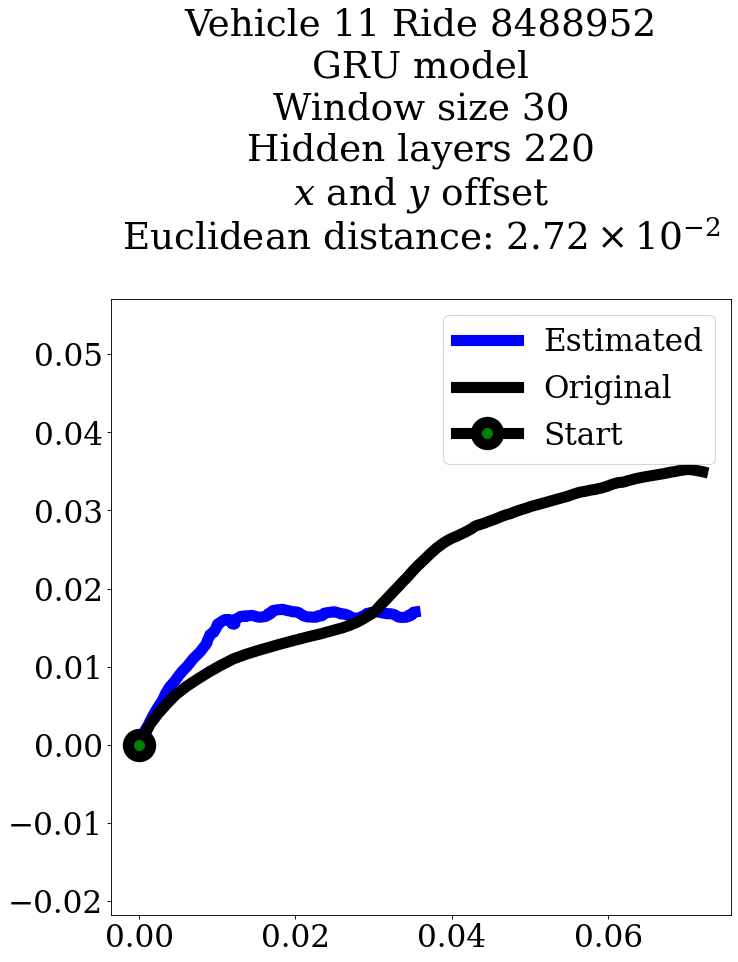 Vehicle 11 Ride 8488952
GRU model
Window size 30
Hidden layers 220
x and y offset
Euclidean distance: 2.72 × 10⁻²
Estimated
Original
Start
0.05
0.04
0.03
0.02
0.01
0.00
−0.01
−0.02
0.00 0.02 0.04 0.06